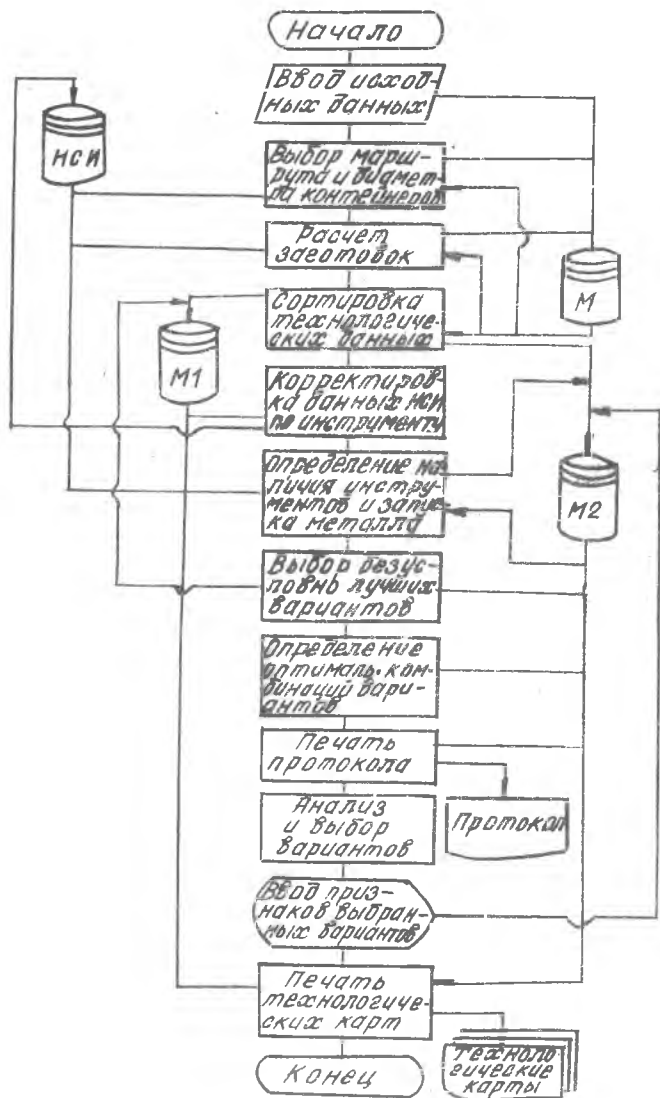 Начало
Ввод исход-
ных данных
НСИ
Выбор марш-
рута и диамет-
ра контейнеров
Расчет
заготовок
М
Сортировка
технологиче-
ских данных
М1
Корректиров-
ка данных НСИ
по инструменту
Определение на-
личия инстру-
ментов и запус-
ка металла
М2
Выбор безус-
ловно лучших
вариантов
Определение
оптималь. ком-
бинаций вари-
антов
Печать
протокола
Протокол
Анализ
и выбор
вариантов
Ввод приз-
наков выбран-
ных вариантов
Печать
технологиче-
ских карт
Техноло-
гические
карты
Конец